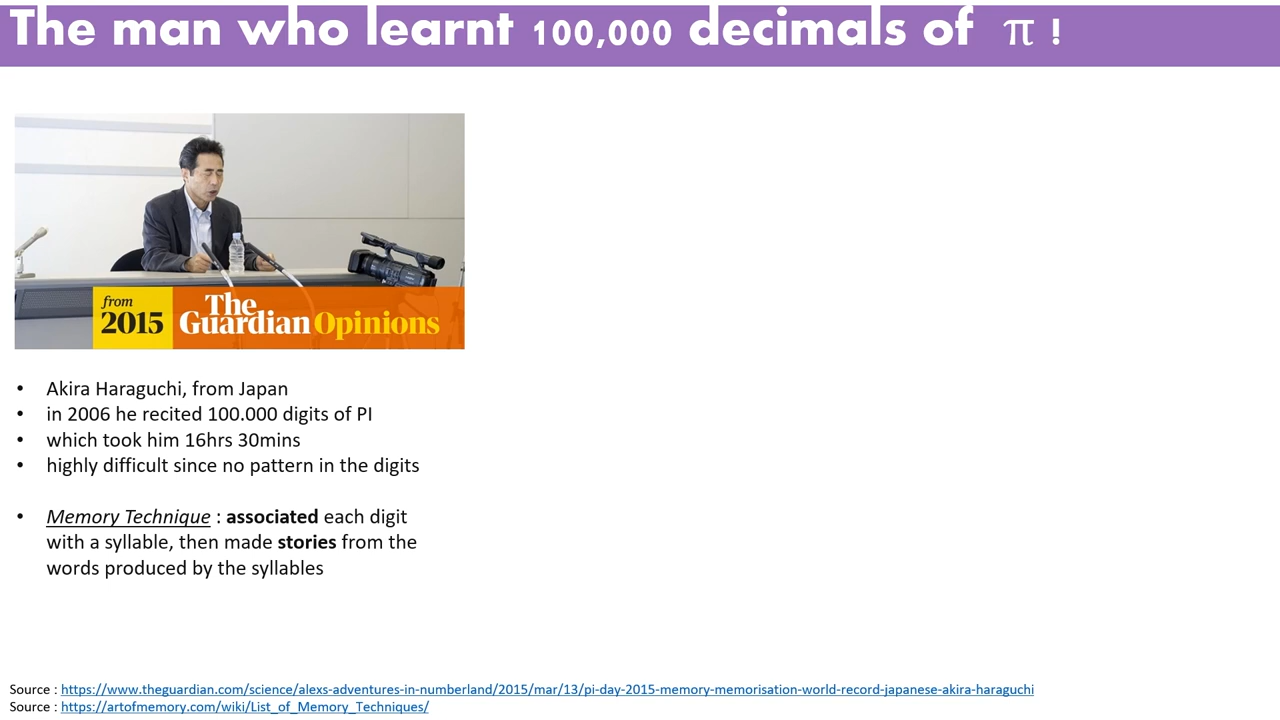 The man who learnt 100,000 decimals of π !
from
2015
The
Guardian Opinions
• Akira Haraguchi, from Japan
• in 2006 he recited 100.000 digits of PI
• which took him 16hrs 30mins
• highly difficult since no pattern in the digits
• Memory Technique : associated each digit
with a syllable, then made stories from the
words produced by the syllables
Source : https://www.theguardian.com/science/alexs-adventures-in-numberland/2015/mar/13/pi-day-2015-memory-memorisation-world-record-japanese-akira-haraguchi
Source : https://artofmemory.com/wiki/List_of_Memory_Techniques/